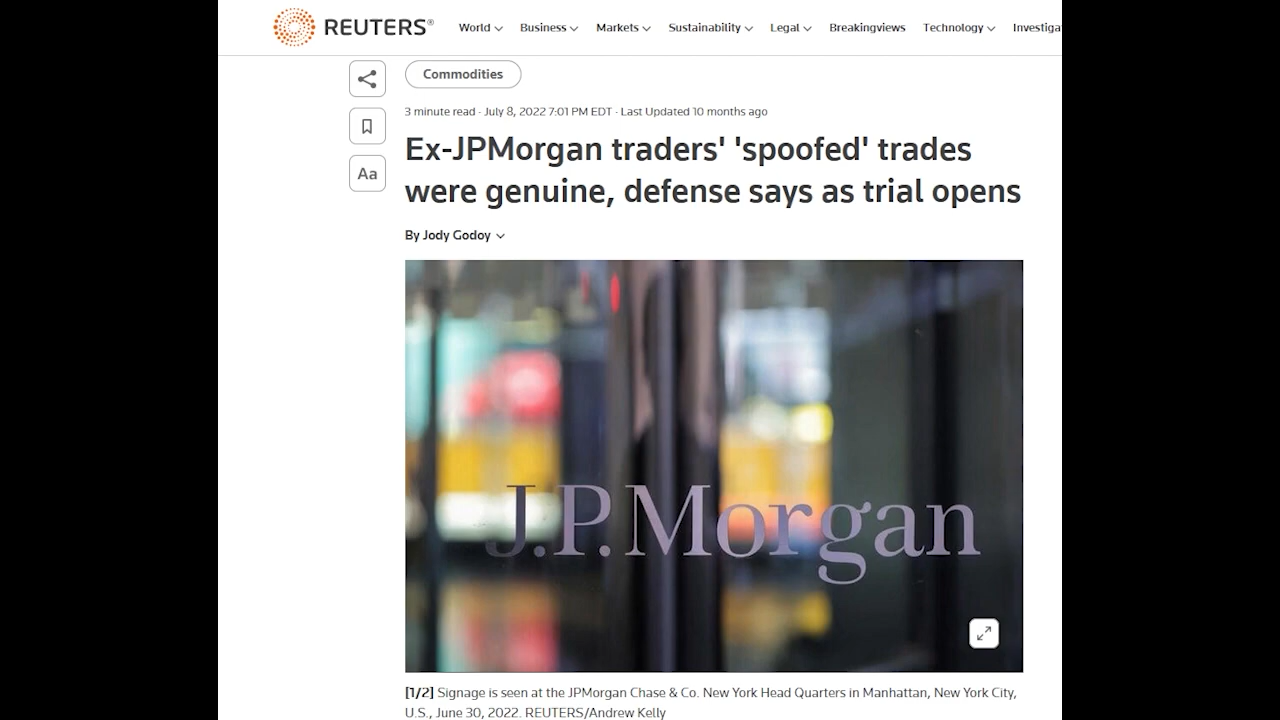 REUTERS®
World Business Markets Sustainability Legal Breakingviews Technology Investiga
Commodities
3 minute read · July 8, 2022 7:01 PM EDT · Last Updated 10 months ago
Aa
Ex-JPMorgan traders' 'spoofed' trades
were genuine, defense says as trial opens
By Jody Godoy
J.P.Morgan
[1/2] Signage is seen at the JPMorgan Chase & Co. New York Head Quarters in Manhattan, New York City,
U.S., June 30, 2022. REUTERS/Andrew Kelly